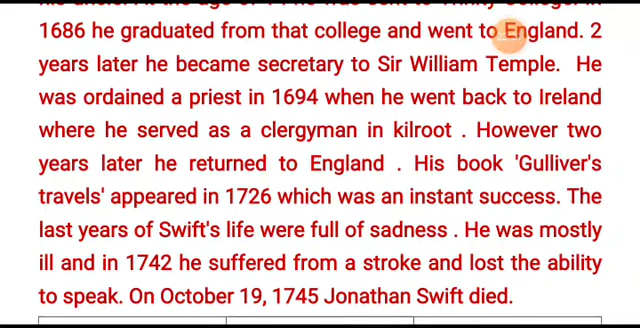 1686 he graduated from that college and went to England. 2
years later he became secretary to Sir William Temple. He
was ordained a priest in 1694 when he went back to Ireland
where he served as a clergyman in kilroot . However two
years later he returned to England . His book 'Gulliver's
travels' appeared in 1726 which was an instant success. The
last years of Swift's life were full of sadness . He was mostly
ill and in 1742 he suffered from a stroke and lost the ability
to speak. On October 19, 1745 Jonathan Swift died.